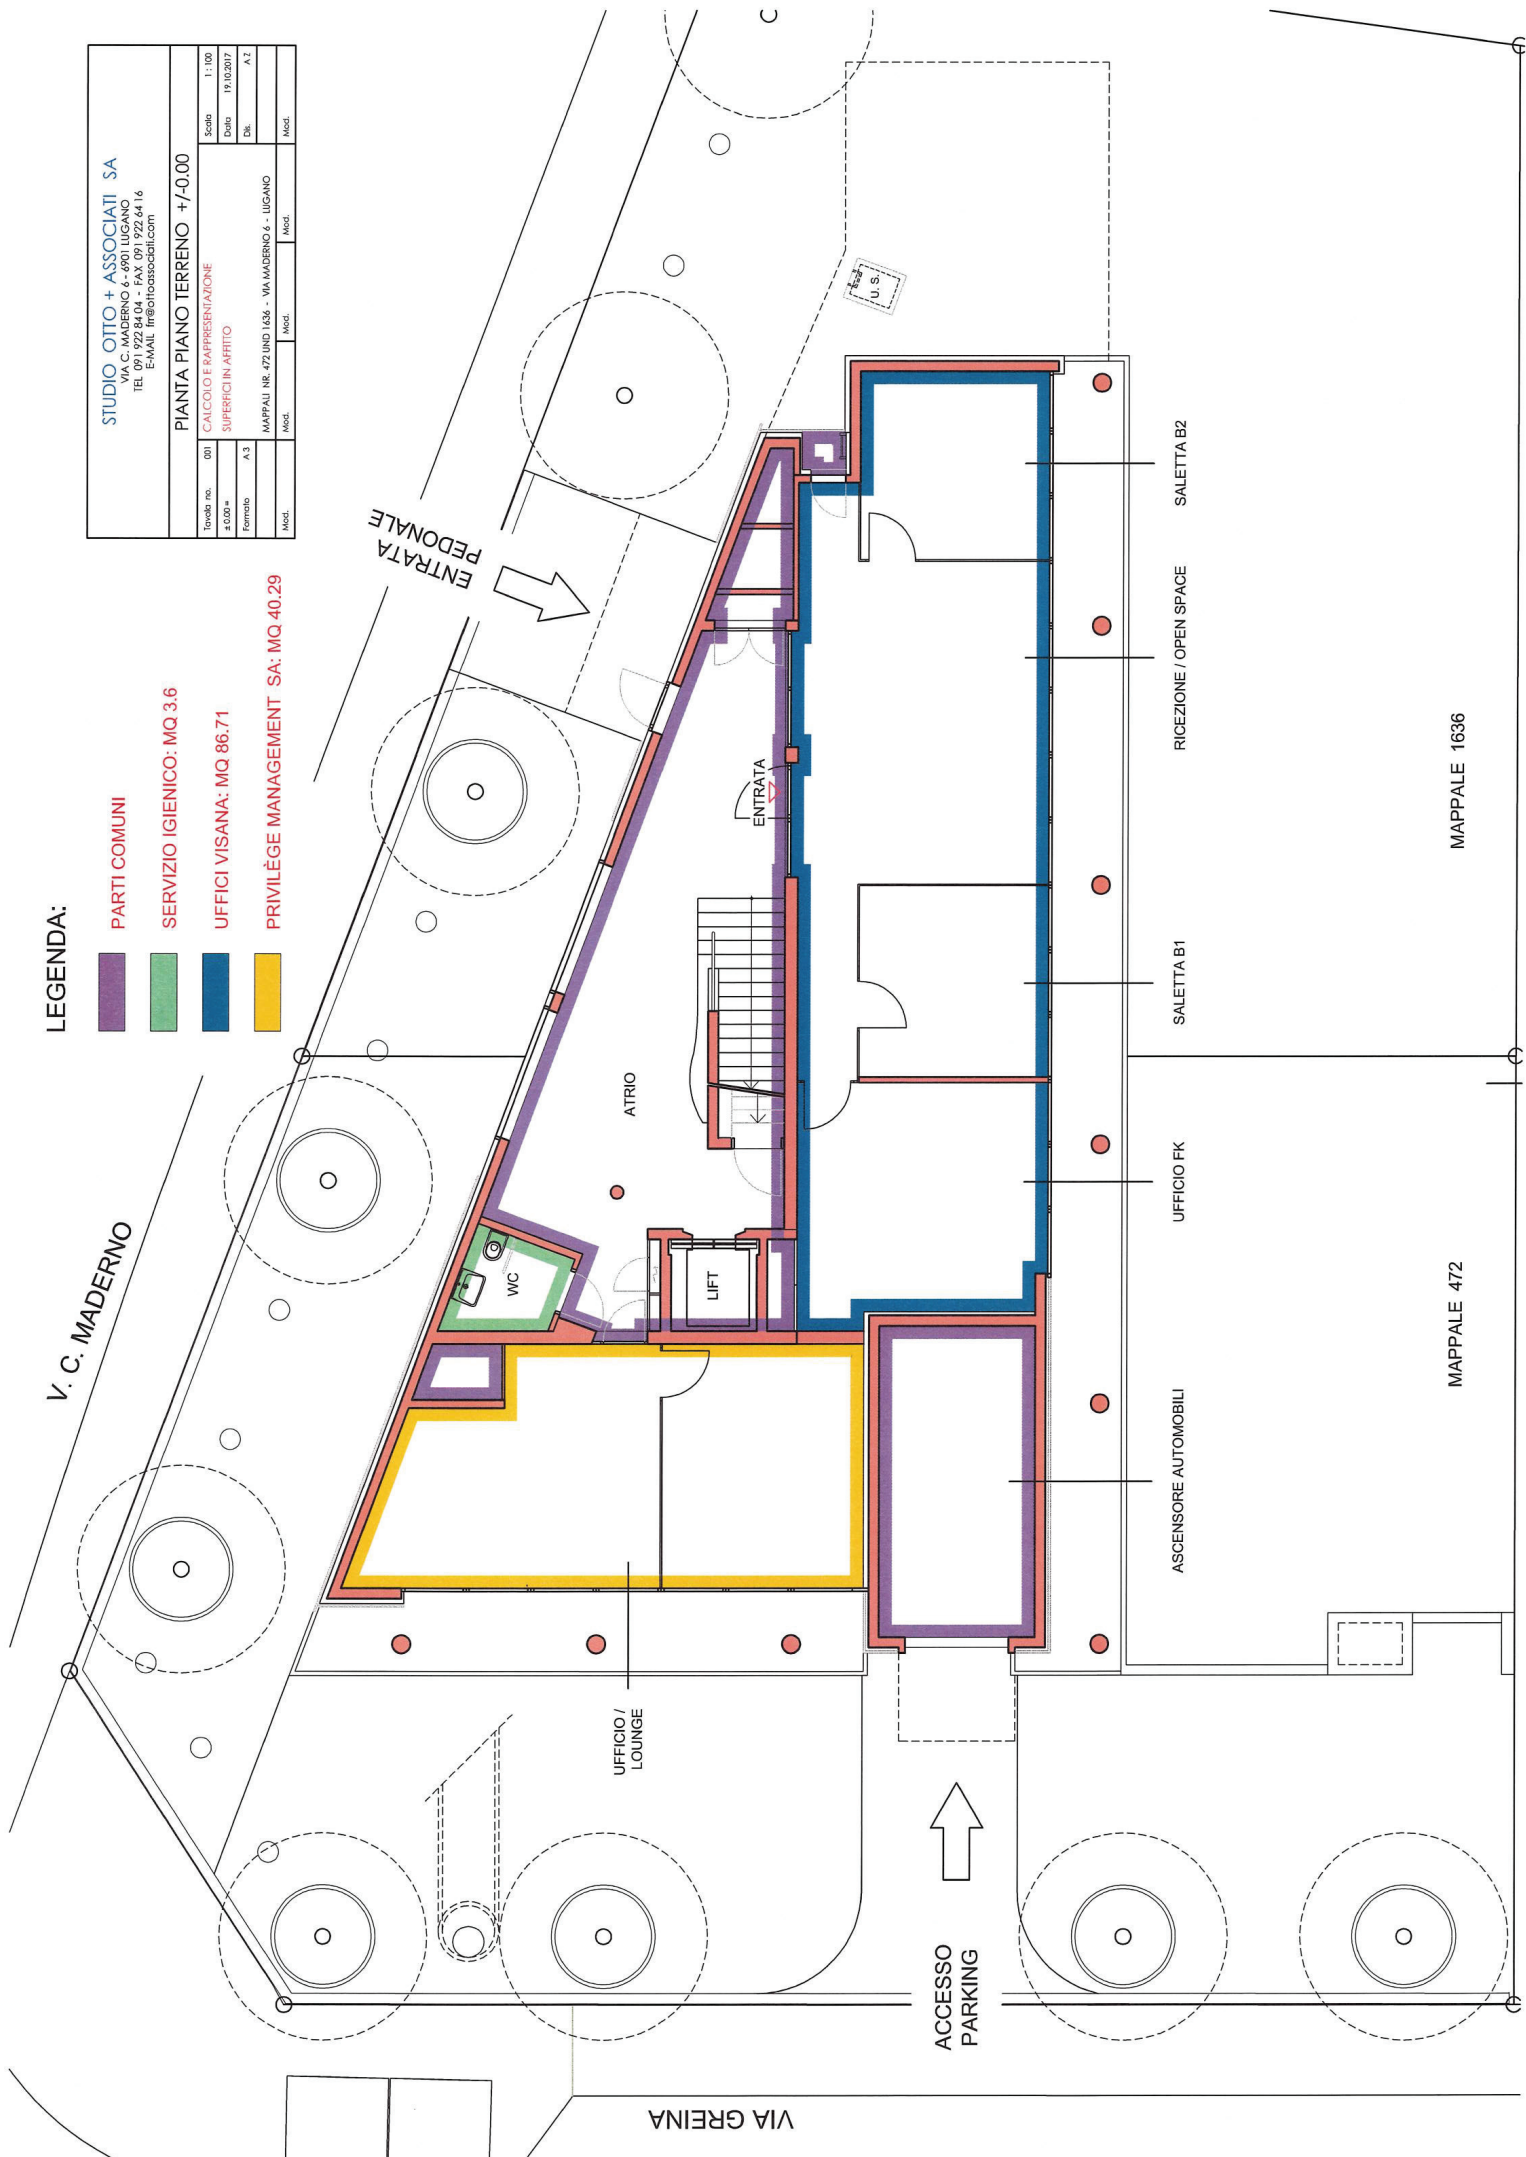 STUDIO OTTO + ASSOCIATI SA
VIA C. MADERNO 6 - 6901 LUGANO
TEL 091 922 84 04 - FAX 091 922 64 16
E-MAIL frr@ottoassociati.com
PIANTA PIANO TERRENO +/-0.00
Tavola no. 001
CALCOLO E RAPPRESENTAZIONE
Scala 1 : 100
± 0.00 =
SUPERFICI IN AFFITTO
Data 19.10.2017
Formato A 3
Dis. A Z
MAPPALI NR. 472 UND 1636 - VIA MADERNO 6 - LUGANO
Mod. Mod. Mod. Mod. Mod.
LEGENDA:
PARTI COMUNI
SERVIZIO IGIENICO: MQ 3.6
UFFICI VISANA: MQ 86.71
PRIVILÈGE MANAGEMENT SA: MQ 40.29
V. C. MADERNO
ENTRATA
PEDONALE
U. S.
ENTRATA
ATRIO
WC
LIFT
UFFICIO /
LOUNGE
ASCENSORE AUTOMOBILI
UFFICIO FK
SALETTA B1
RICEZIONE / OPEN SPACE
SALETTA B2
ACCESSO
PARKING
MAPPALE 472
MAPPALE 1636
VIA GREINA